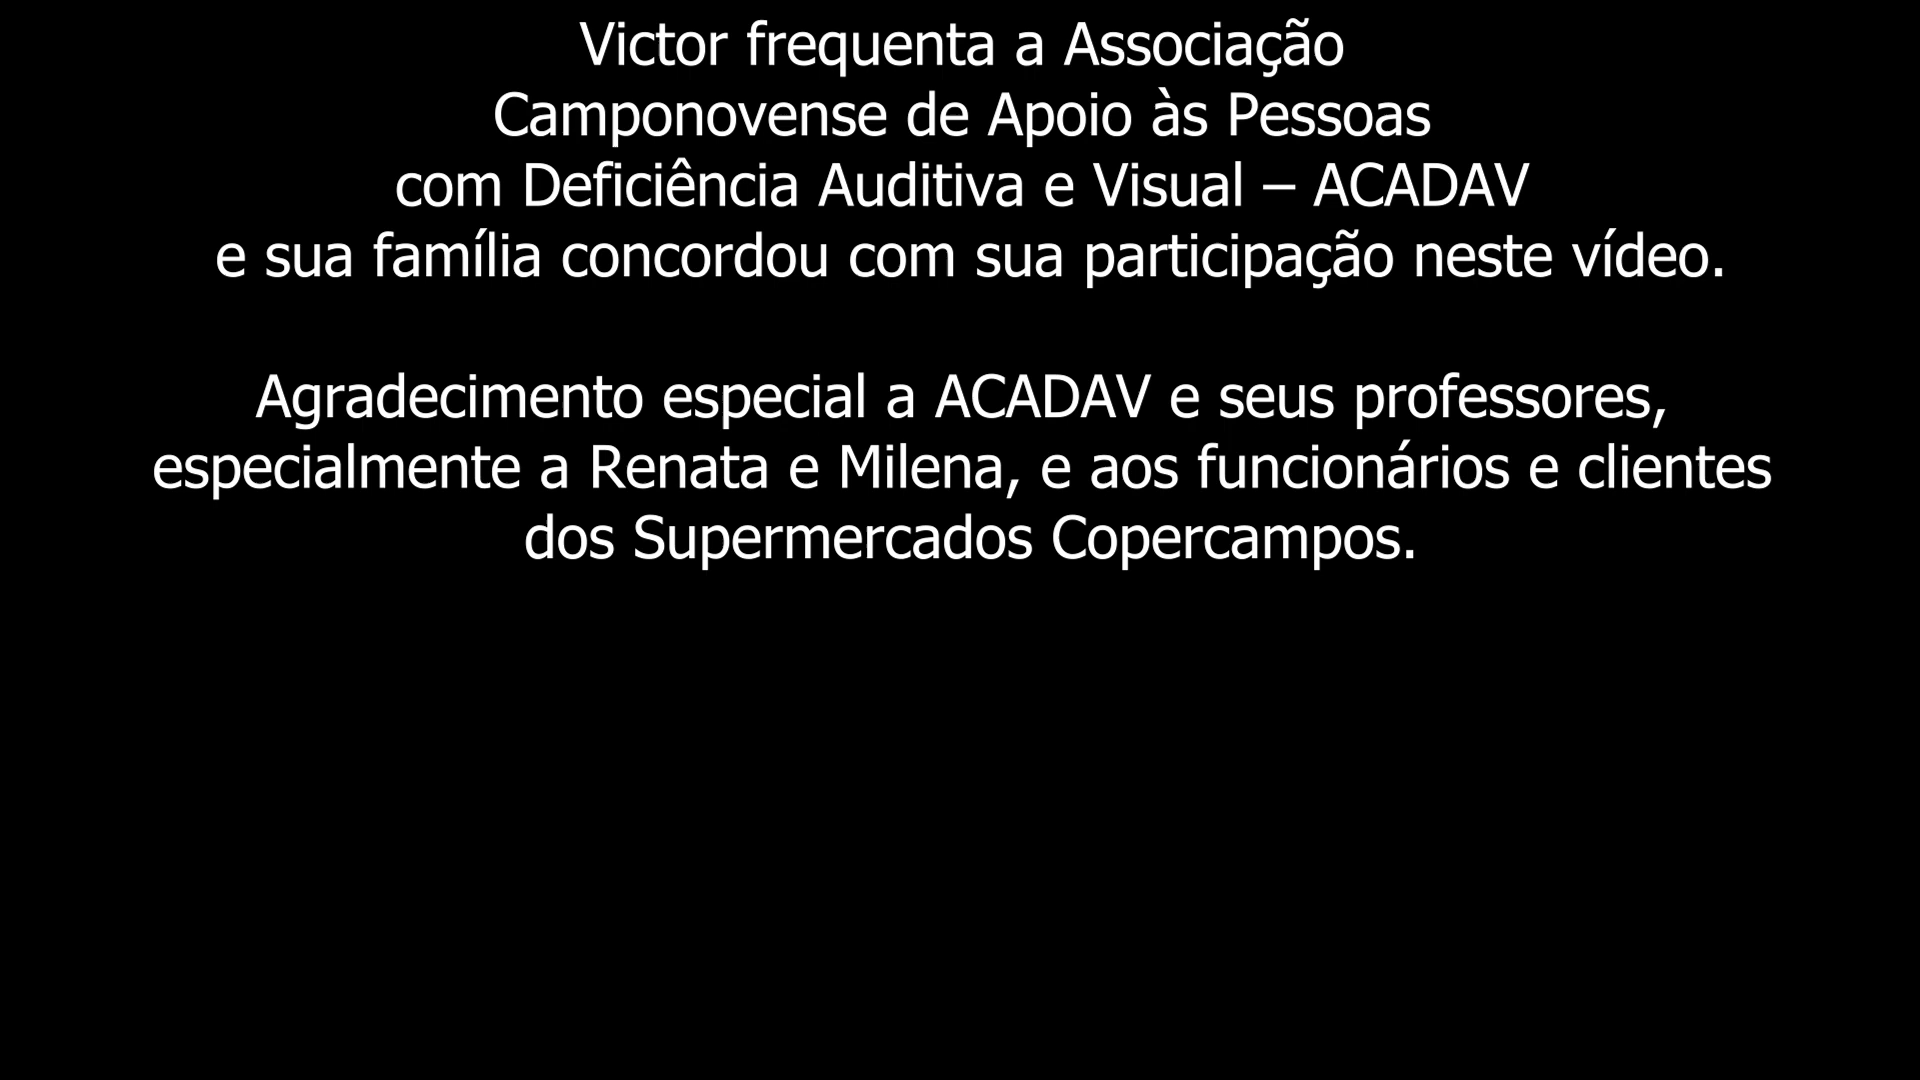 Victor frequenta a Associação
Camponovense de Apoio às Pessoas
com Deficiência Auditiva e Visual – ACADAV
e sua família concordou com sua participação neste vídeo.
Agradecimento especial a ACADAV e seus professores,
especialmente a Renata e Milena, e aos funcionários e clientes
dos Supermercados Copercampos.